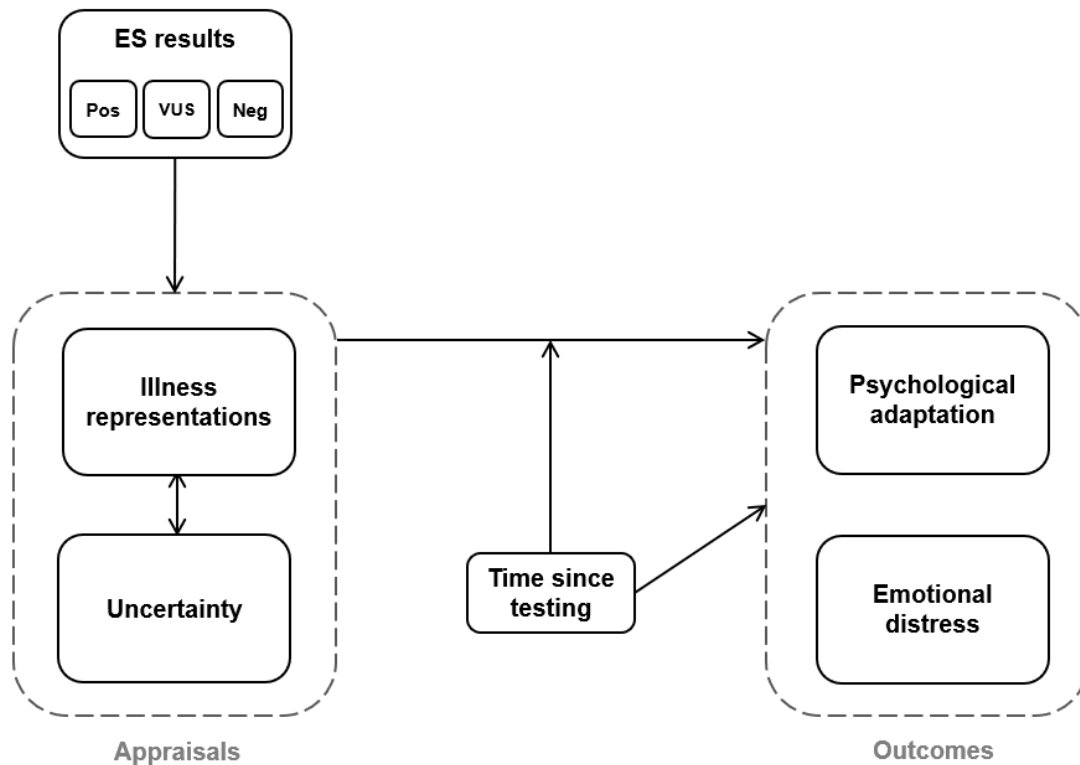 ES results
Pos
VUS
Neg
Illness
representations
Uncertainty
Appraisals
Time since
testing
Psychological
adaptation
Emotional
distress
Outcomes